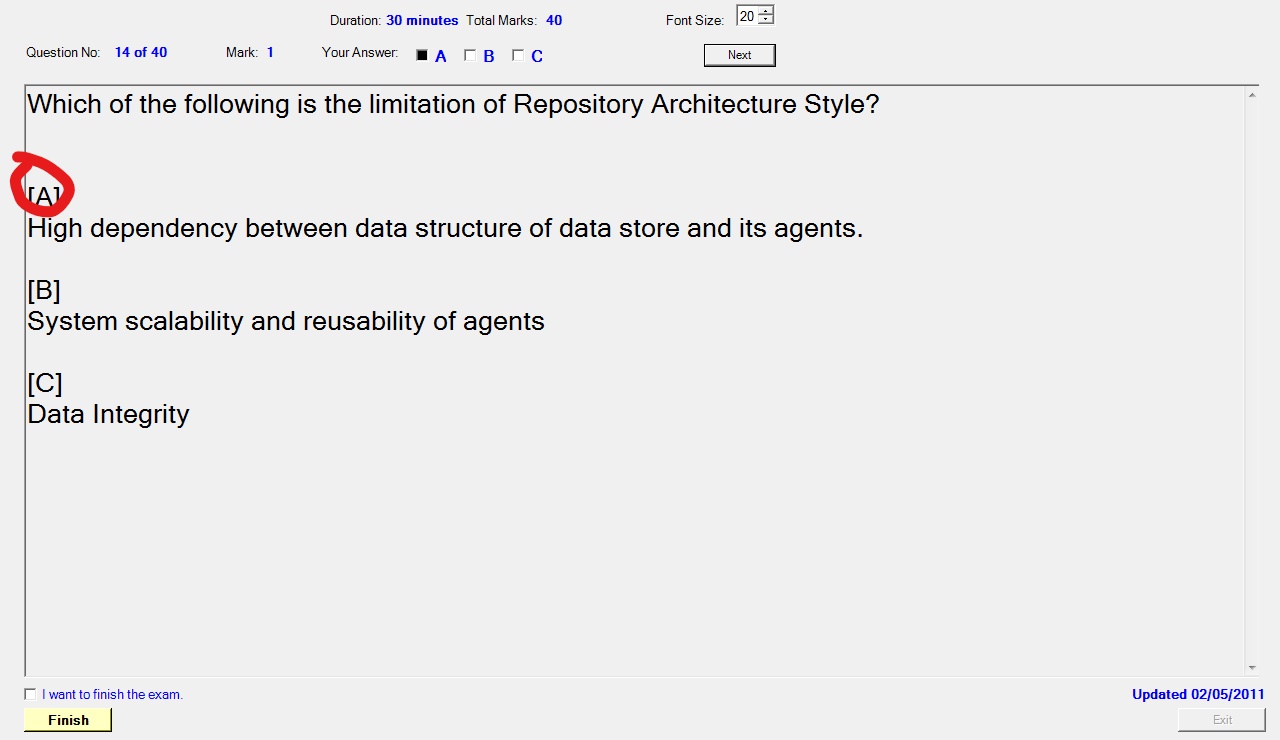 Duration: 30 minutes Total Marks: 40 Font Size: 20
Question No: 14 of 40 Mark: 1 Your Answer: A B C Next
Which of the following is the limitation of Repository Architecture Style?
[A]
High dependency between data structure of data store and its agents.
[B]
System scalability and reusability of agents
[C]
Data Integrity
I want to finish the exam. Updated 02/05/2011
Finish Exit